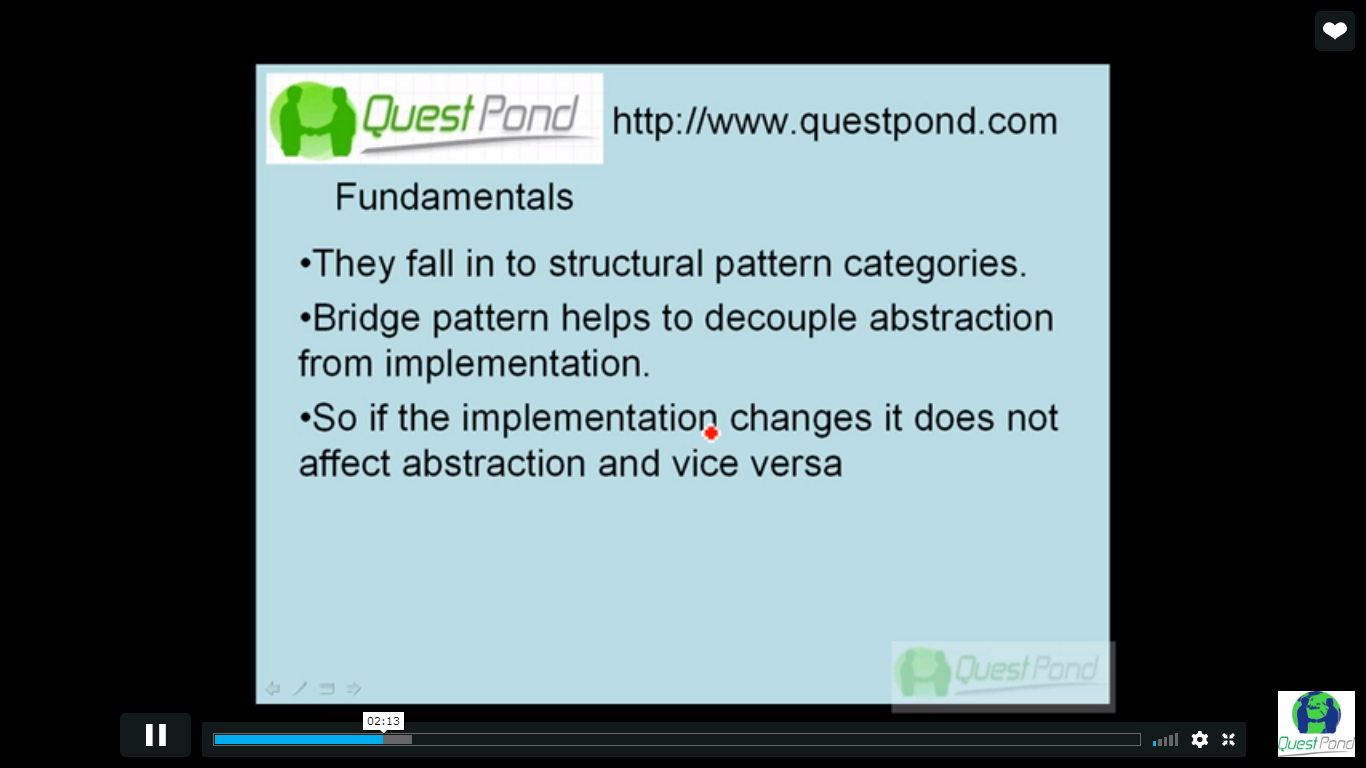 QuestPond http://www.questpond.com
Fundamentals
•They fall in to structural pattern categories.
•Bridge pattern helps to decouple abstraction
from implementation.
•So if the implementation changes it does not
affect abstraction and vice versa
QuestPond
02:13
QuestPond